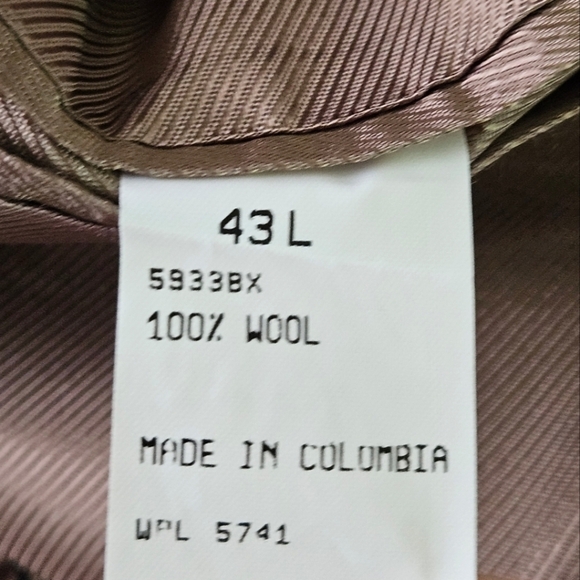 43 L
5933BX
100% WOOL
MADE IN COLOMBIA
WPL 5741